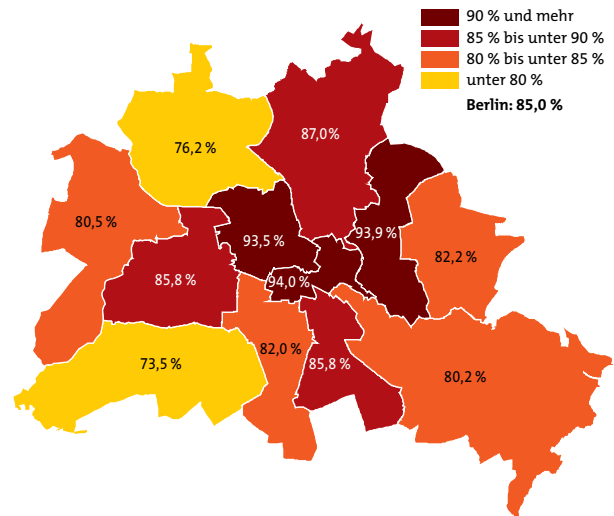 90 % und mehr
85 % bis unter 90 %
80 % bis unter 85 %
unter 80 %
Berlin: 85,0 %
76,2 %
87,0 %
80,5 %
93,5 %
93,9 %
82,2 %
85,8 %
94,0 %
73,5 %
82,0 %
85,8 %
80,2 %